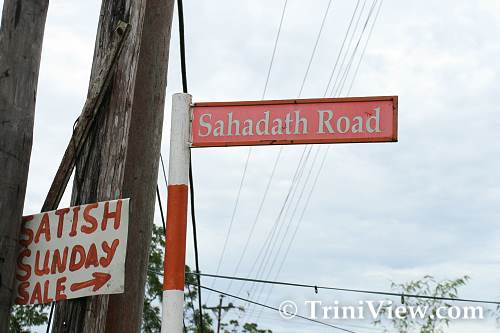 Sahadath Road
SATISH
SUNDAY
SALE
© TriniView.com